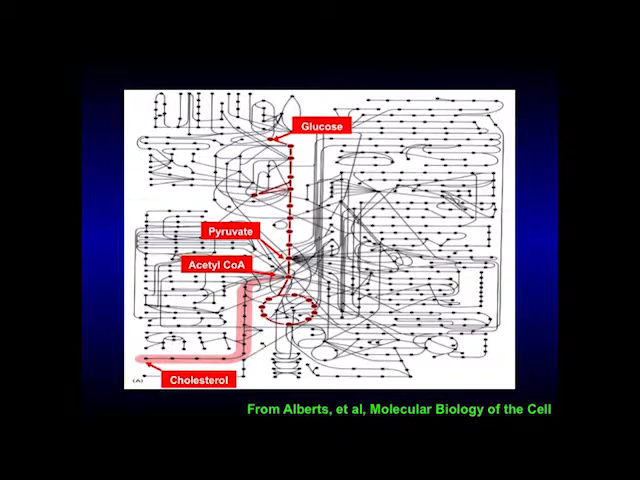 Glucose
Pyruvate
Acetyl CoA
Cholesterol
(A)
From Alberts, et al, Molecular Biology of the Cell